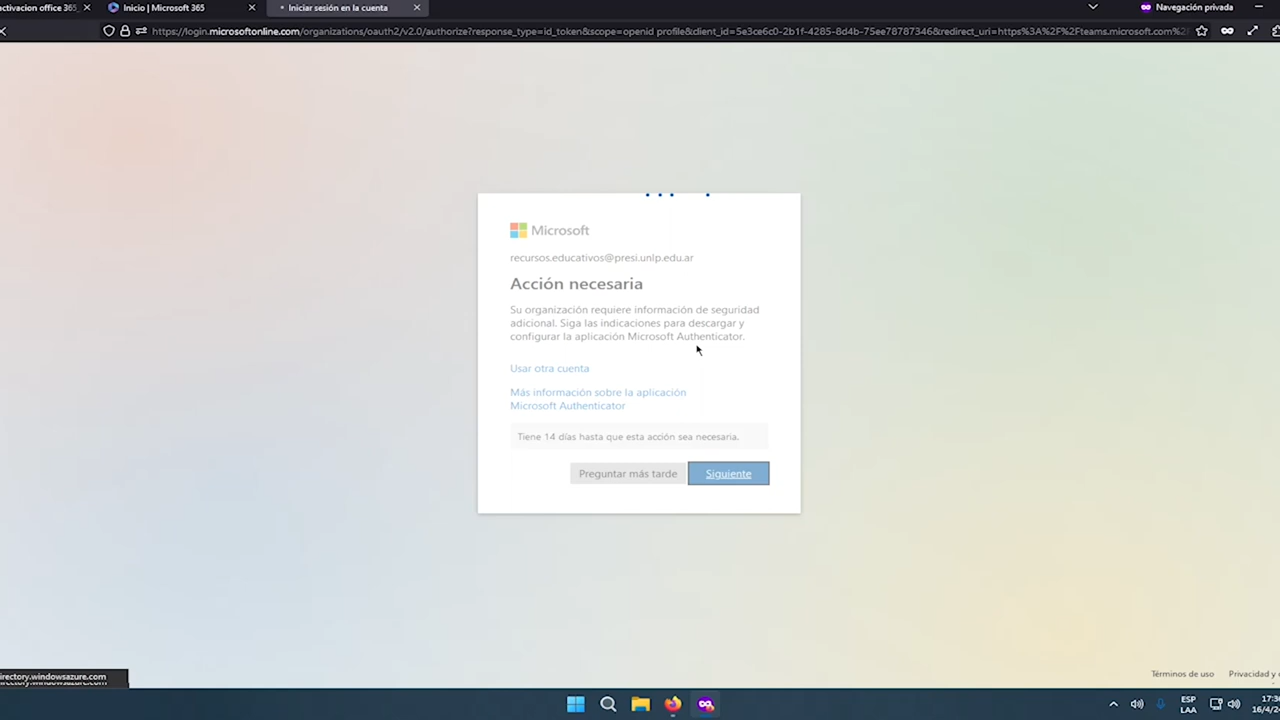 activacion office 365
Inicio | Microsoft 365
Iniciar sesión en la cuenta
Navegación privada
https://login.microsoftonline.com/organizations/oauth2/v2.0/authorize?response_type=id_token&scope=openid profile&client_id=5e3ce6c0-2b1f-4285-8d4b-75ee78787346&redirect_uri=https%3A%2F%2Fteams.microsoft.com%2
Microsoft
recursos.educativos@presi.unlp.edu.ar
Acción necesaria
Su organización requiere información de seguridad
adicional. Siga las indicaciones para descargar y
configurar la aplicación Microsoft Authenticator.
Usar otra cuenta
Más información sobre la aplicación
Microsoft Authenticator
Tiene 14 días hasta que esta acción sea necesaria.
Preguntar más tarde
Siguiente
irectory.windowsazure.com
Términos de uso
Privacidad y
ESP
LAA
17:3
16/4/2